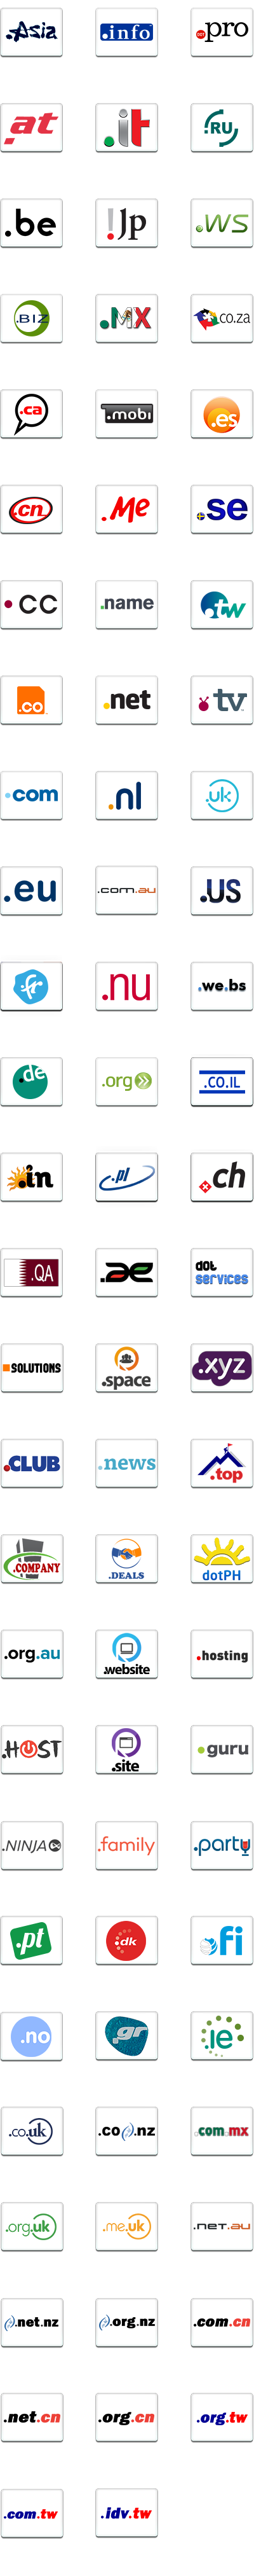 .Asia
.info
DOT pro
.at
.it
.RU
.be
!Jp
.ws
.BIZ
.MX
.co.za
.ca
.mobi
.es
.cn
.Me
.se
.CC
.name
.tw
.co
.net
.tv
.com
.nl
.uk
.eu
.com.au
.US
.fr
.nu
.we.bs
.de
.org
.CO.IL
.in
.pl
.ch
.QA
.ae
dot
services
SOLUTIONS
.space
.xyz
.CLUB
.news
.top
.COMPANY
.DEALS
dotPH
.org.au
.website
.hosting
.HOST
.site
.guru
.NINJA
.family
.party
.pt
.dk
.fi
.no
.gr
.ie
.co.uk
.co.nz
.com.mx
.org.uk
.me.uk
.net.au
.net.nz
.org.nz
.com.cn
.net.cn
.org.cn
.org.tw
.com.tw
.idv.tw